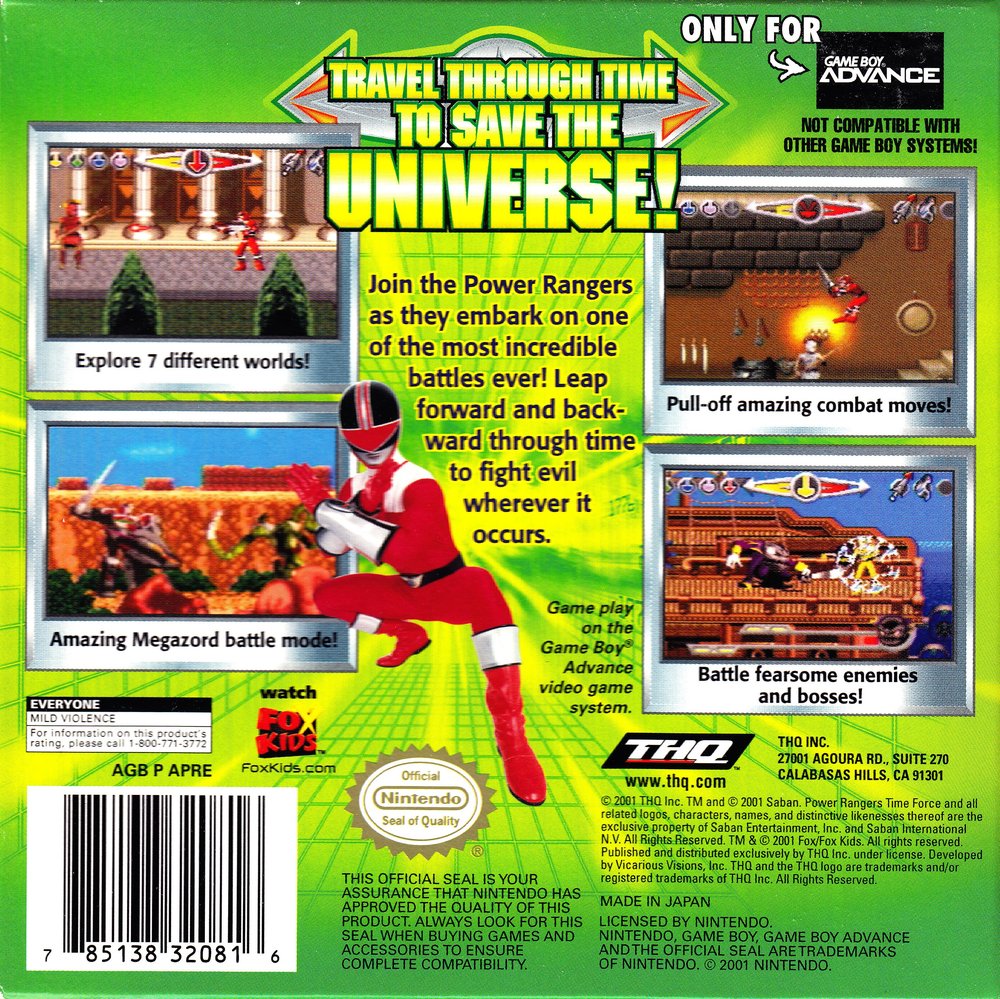 ONLY FOR
GAME BOY
ADVANCE
NOT COMPATIBLE WITH
OTHER GAME BOY SYSTEMS!
TRAVEL THROUGH TIME
TO SAVE THE
UNIVERSE!
Explore 7 different worlds!
Join the Power Rangers
as they embark on one
of the most incredible
battles ever! Leap
forward and back-
ward through time
to fight evil
wherever it
occurs.
Pull-off amazing combat moves!
Amazing Megazord battle mode!
Game play
on the
Game Boy®
Advance
video game
system.
Battle fearsome enemies
and bosses!
EVERYONE
MILD VIOLENCE
For information on this product's
rating, please call 1-800-771-3772
AGB P APRE
watch
FOX
KIDS™
FoxKids.com
Official
Nintendo
Seal of Quality
®
THQ™
www.thq.com
THQ INC.
27001 AGOURA RD., SUITE 270
CALABASAS HILLS, CA 91301
© 2001 THQ Inc. TM and © 2001 Saban. Power Rangers Time Force and all
related logos, characters, names, and distinctive likenesses thereof are the
exclusive property of Saban Entertainment, Inc. and Saban International
N.V. All Rights Reserved. TM & © 2001 Fox/Fox Kids. All rights reserved.
Published and distributed exclusively by THQ Inc. under license. Developed
by Vicarious Visions, Inc. THQ and the THQ logo are trademarks and/or
registered trademarks of THQ Inc. All Rights Reserved.
MADE IN JAPAN
LICENSED BY NINTENDO.
NINTENDO, GAME BOY, GAME BOY ADVANCE
AND THE OFFICIAL SEAL ARE TRADEMARKS
OF NINTENDO. © 2001 NINTENDO.
THIS OFFICIAL SEAL IS YOUR
ASSURANCE THAT NINTENDO HAS
APPROVED THE QUALITY OF THIS
PRODUCT. ALWAYS LOOK FOR THIS
SEAL WHEN BUYING GAMES AND
ACCESSORIES TO ENSURE
COMPLETE COMPATIBILITY.
7 85138 32081 6